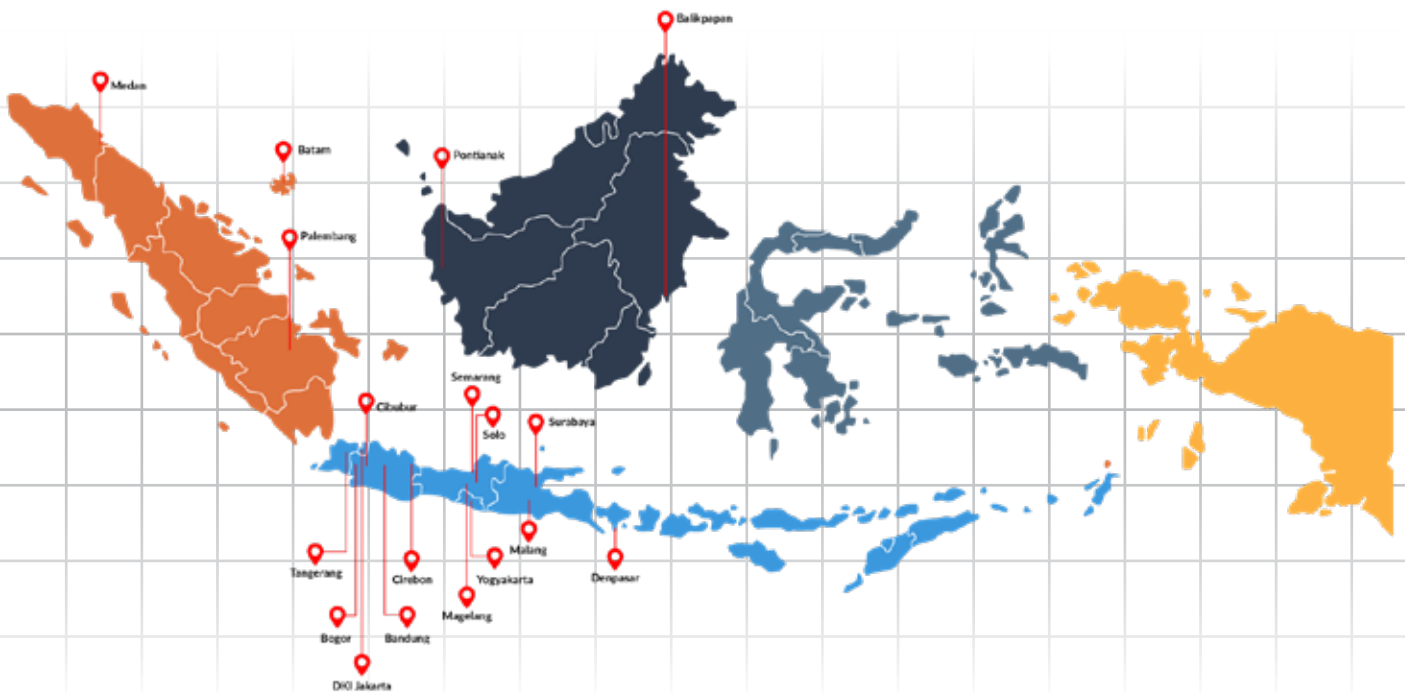 Balikpapan
Medan
Batam
Pontianak
Palembang
Semarang
Cibubur
Solo
Surabaya
Malang
Tangerang
Cirebon
Yogyakarta
Denpasar
Magelang
Bogor
Bandung
DKI Jakarta